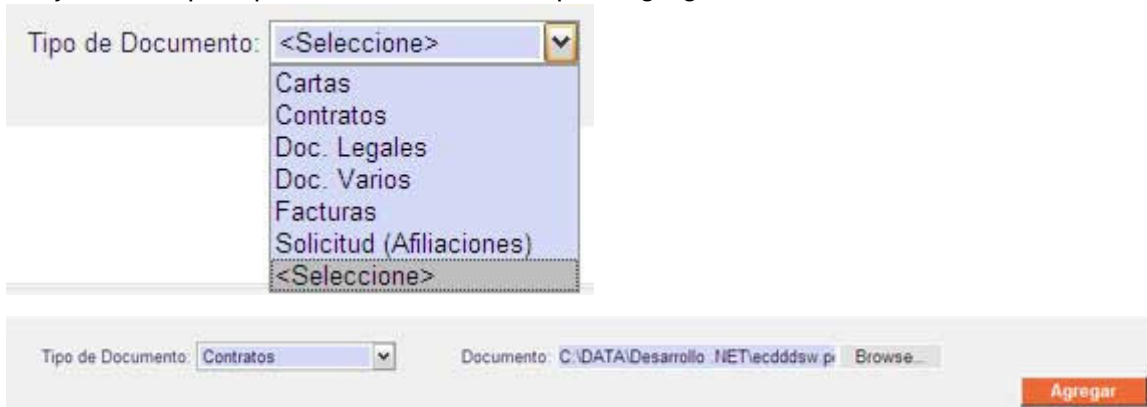 Tipo de Documento: <Seleccione>
Cartas
Contratos
Doc. Legales
Doc. Varios
Facturas
Solicitud (Afiliaciones)
<Seleccione>
Tipo de Documento: Contratos Documento: C:\DATA\Desarrollo .NET\ecdddsw Browse...
Agregar